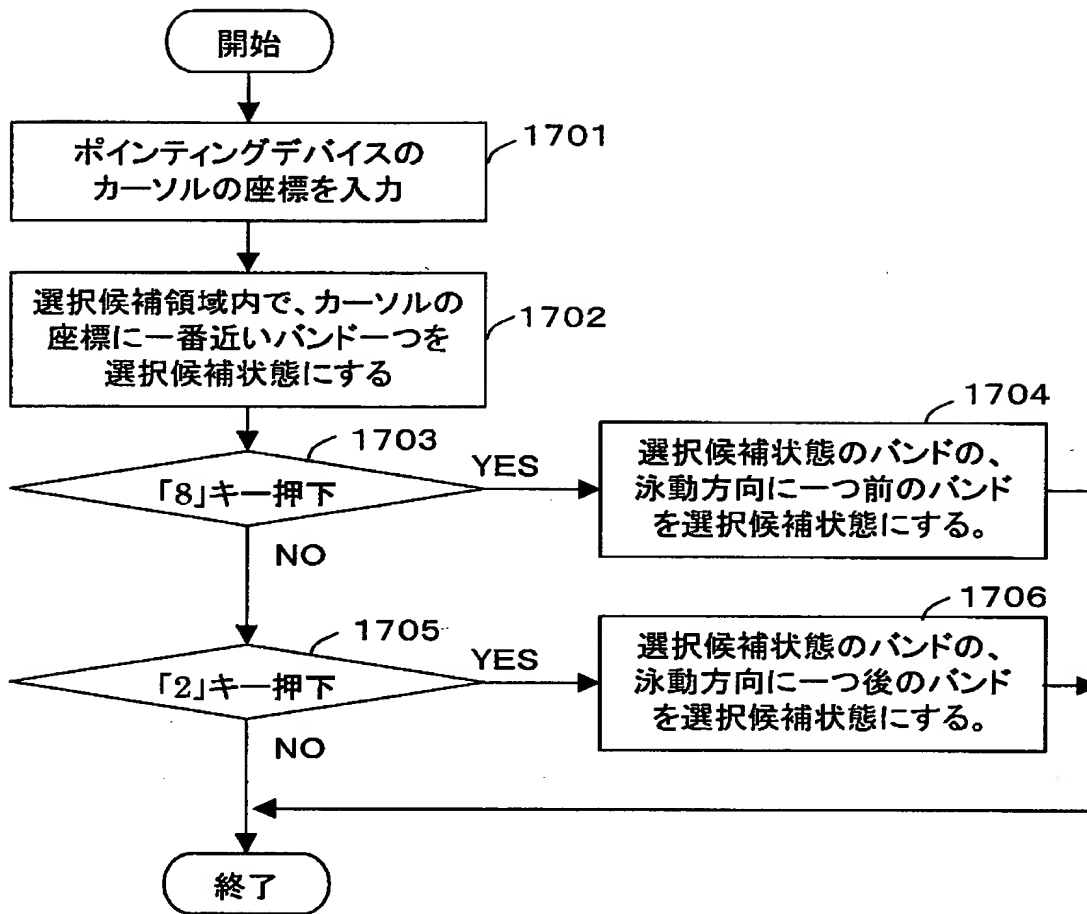 開始
1701
ポインティングデバイスの
カーソルの座標を入力
1702
選択候補領域内で、カーソルの
座標に一番近いバンド一つを
選択候補状態にする
1703
「8」キー押下
YES
NO
1704
選択候補状態のバンドの、
泳動方向に一つ前のバンド
を選択候補状態にする。
1705
「2」キー押下
YES
NO
1706
選択候補状態のバンドの、
泳動方向に一つ後のバンド
を選択候補状態にする。
終了